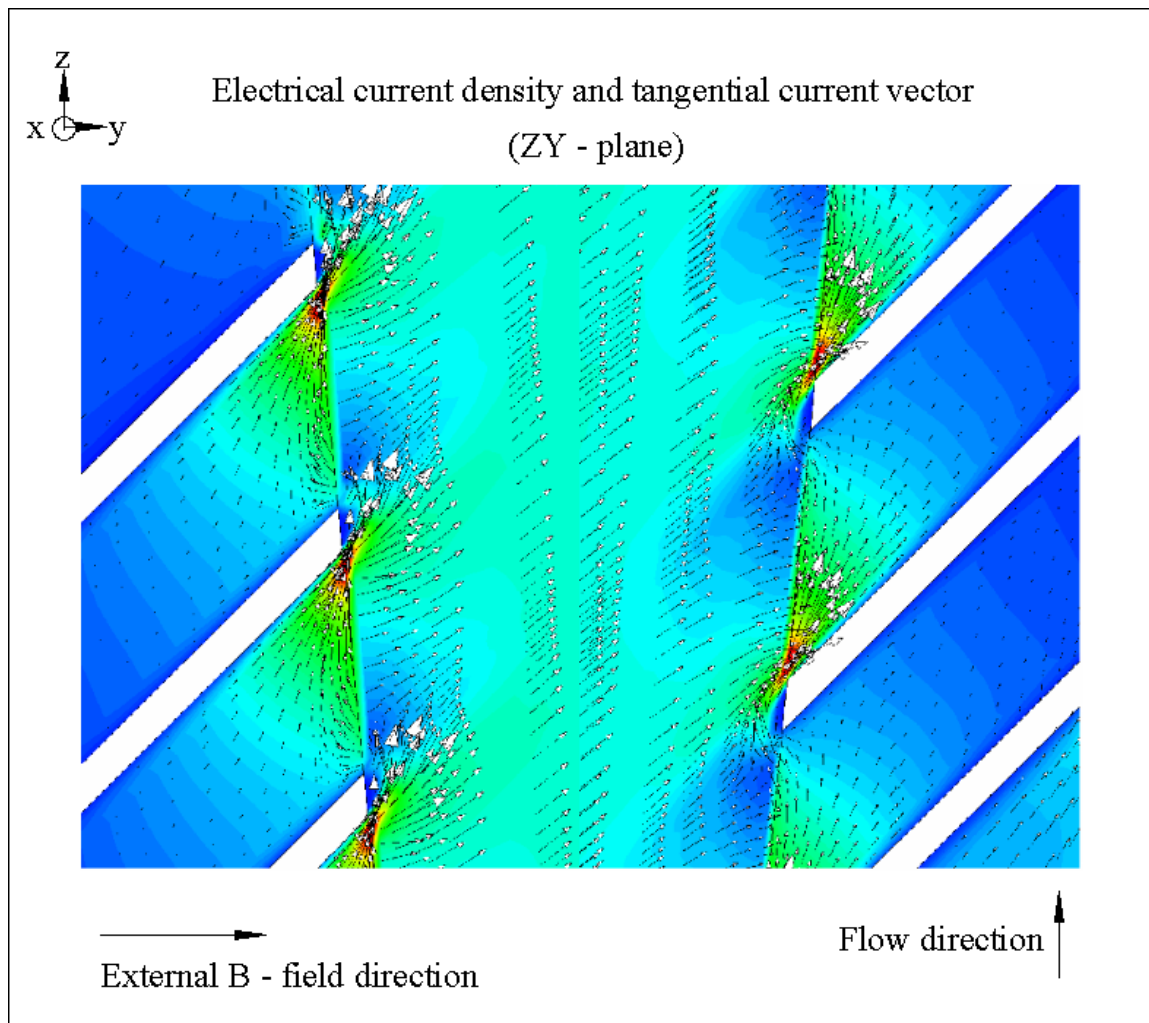 z
Electrical current density and tangential current vector
x y
(ZY - plane)
Flow direction
External B - field direction